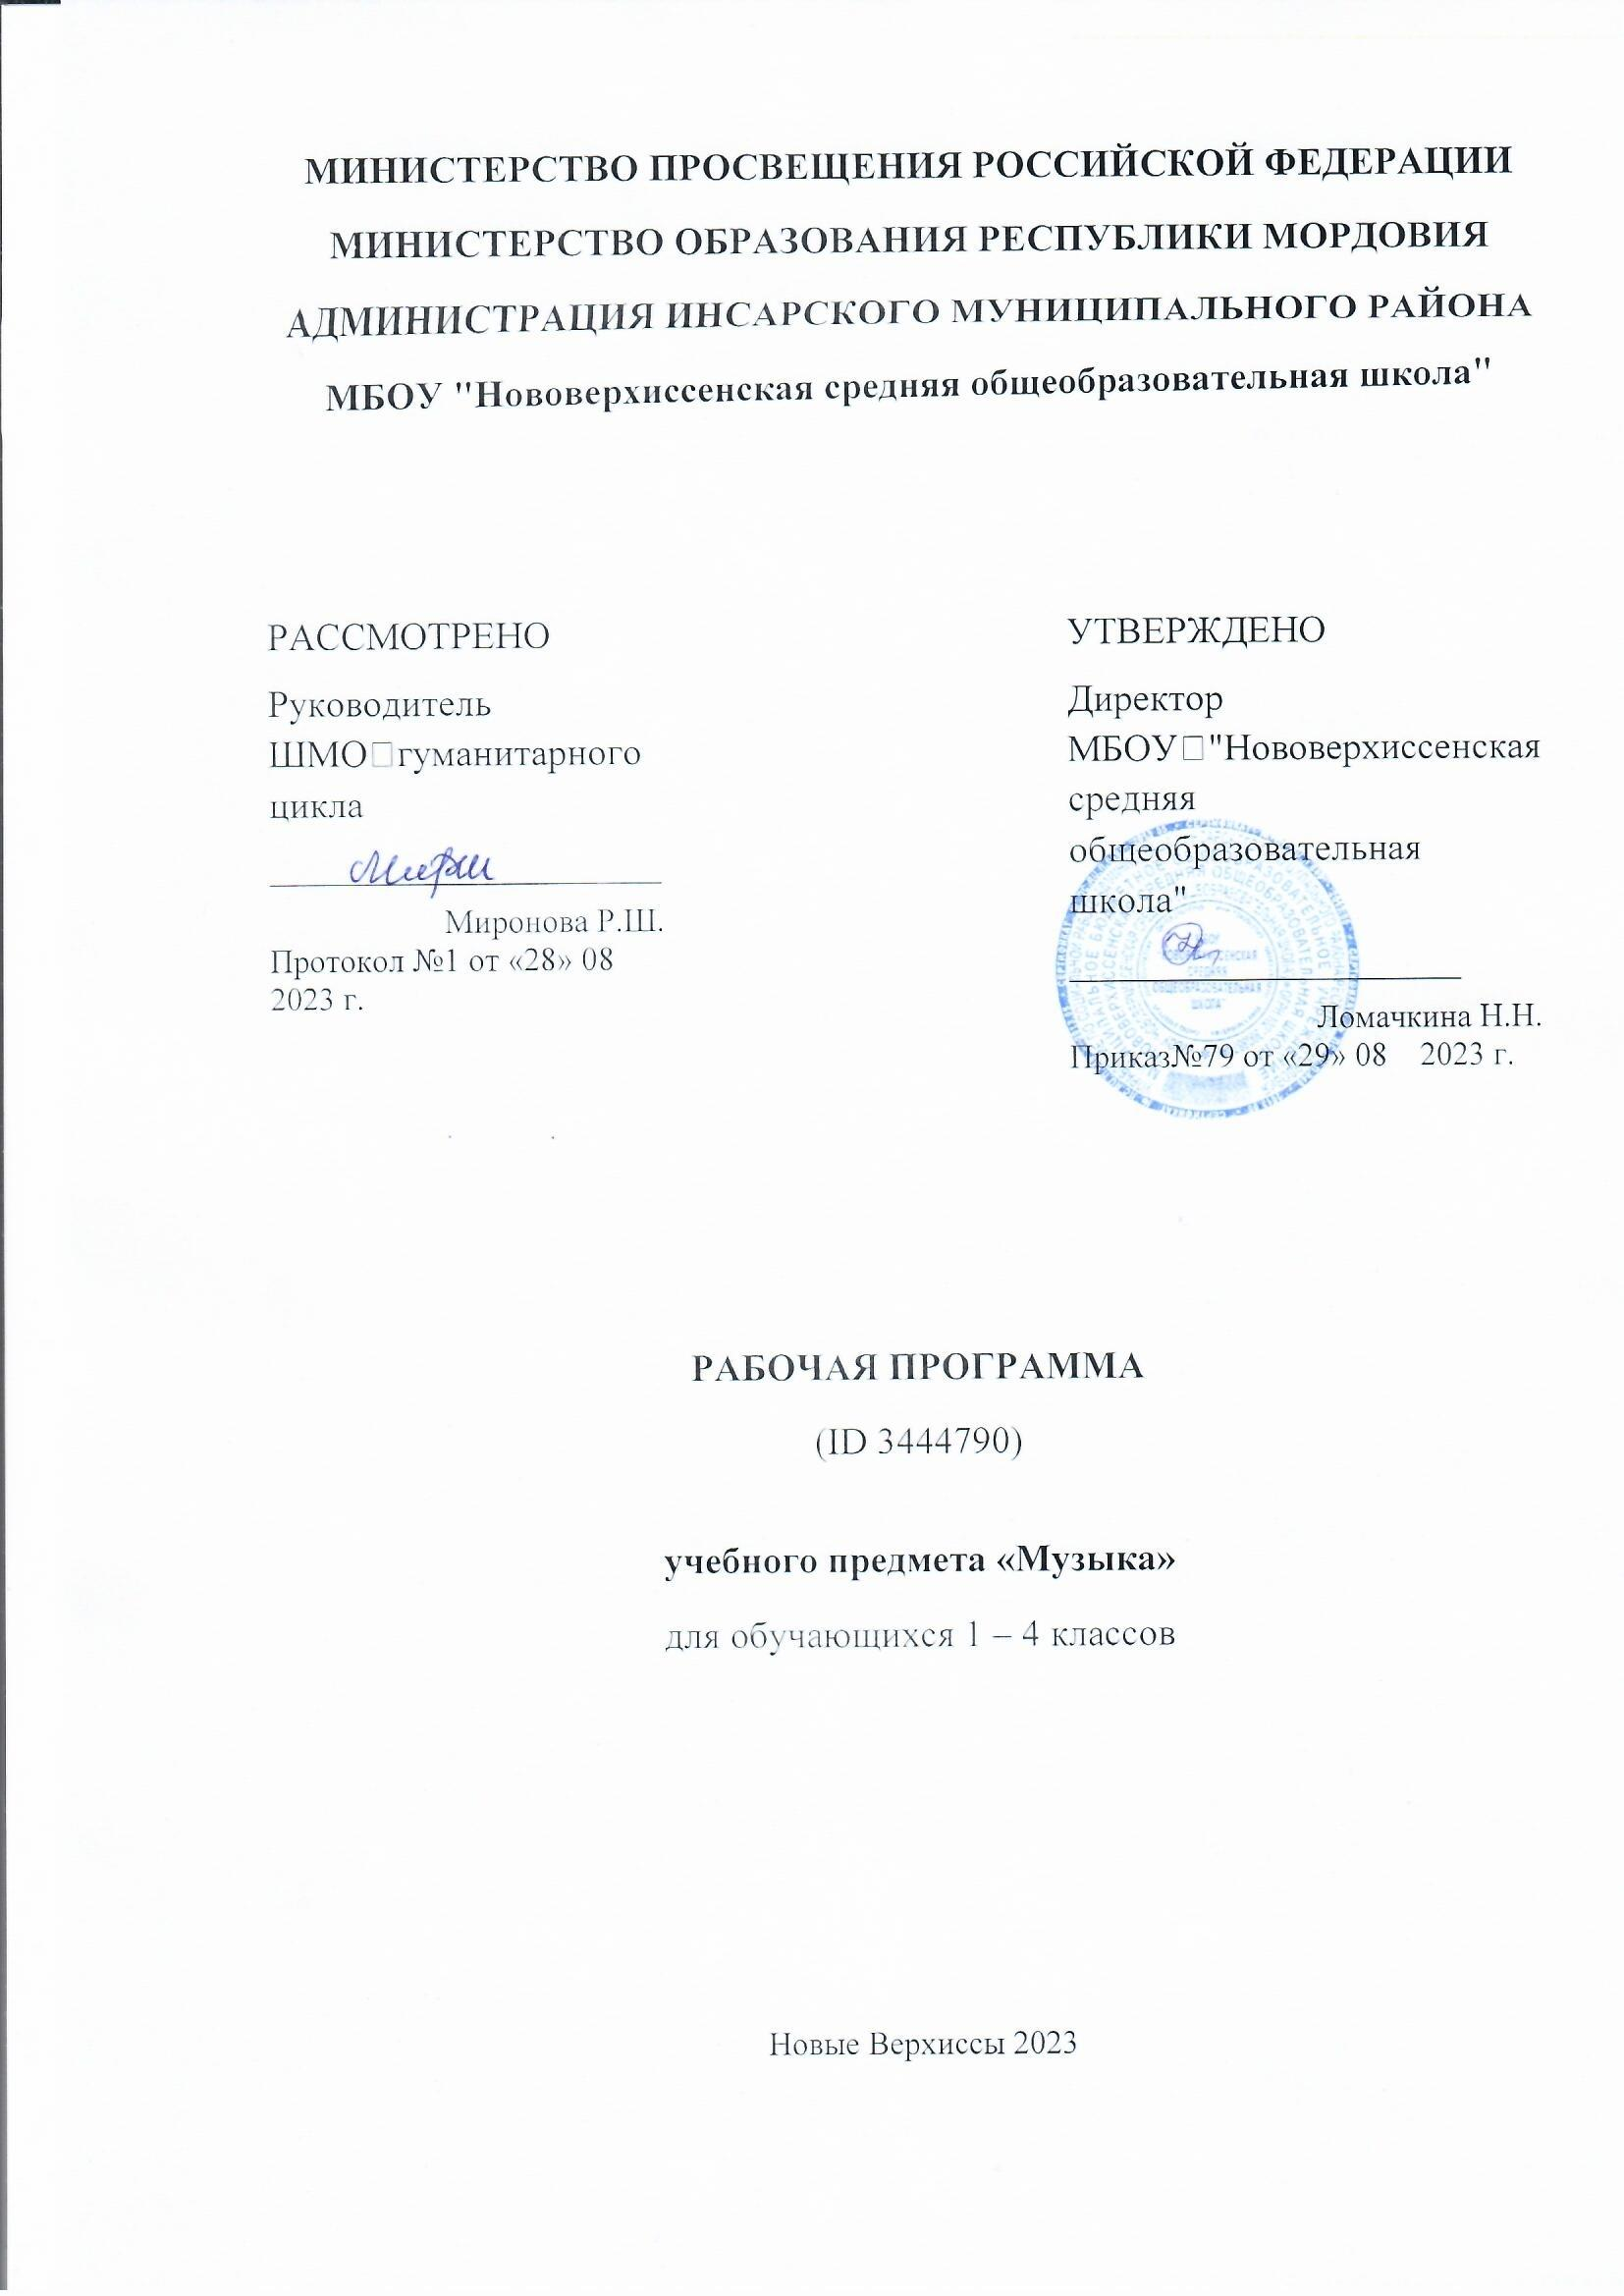 МИНИСТЕРСТВО ПРОСВЕЩЕНИЯ РОССИЙСКОЙ ФЕДЕРАЦИИ
МИНИСТЕРСТВО ОБРАЗОВАНИЯ РЕСПУБЛИКИ МОРДОВИЯ
АДМИНИСТРАЦИЯ ИНСАРСКОГО МУНИЦИПАЛЬНОГО РАЙОНА
МБОУ "Нововерхиссенская средняя общеобразовательная школа"
РАССМОТРЕНО
Руководитель
ШМО□гуманитарного
цикла
Миронова Р.Ш.
Протокол №1 от «28» 08
2023 г.
УТВЕРЖДЕНО
Директор
МБОУ□"Нововерхиссенская
средняя
общеобразовательная
школа"
СРЕДНЯЯ
ОБЩЕОБРАЗОВАТЕЛЬНАЯ
ШКОЛА
Ломачкина Н.Н.
Приказ№79 от «29» 08 2023 г.
РАБОЧАЯ ПРОГРАММА
(ID 3444790)
учебного предмета «Музыка»
для обучающихся 1 – 4 классов
Новые Верхиссы 2023